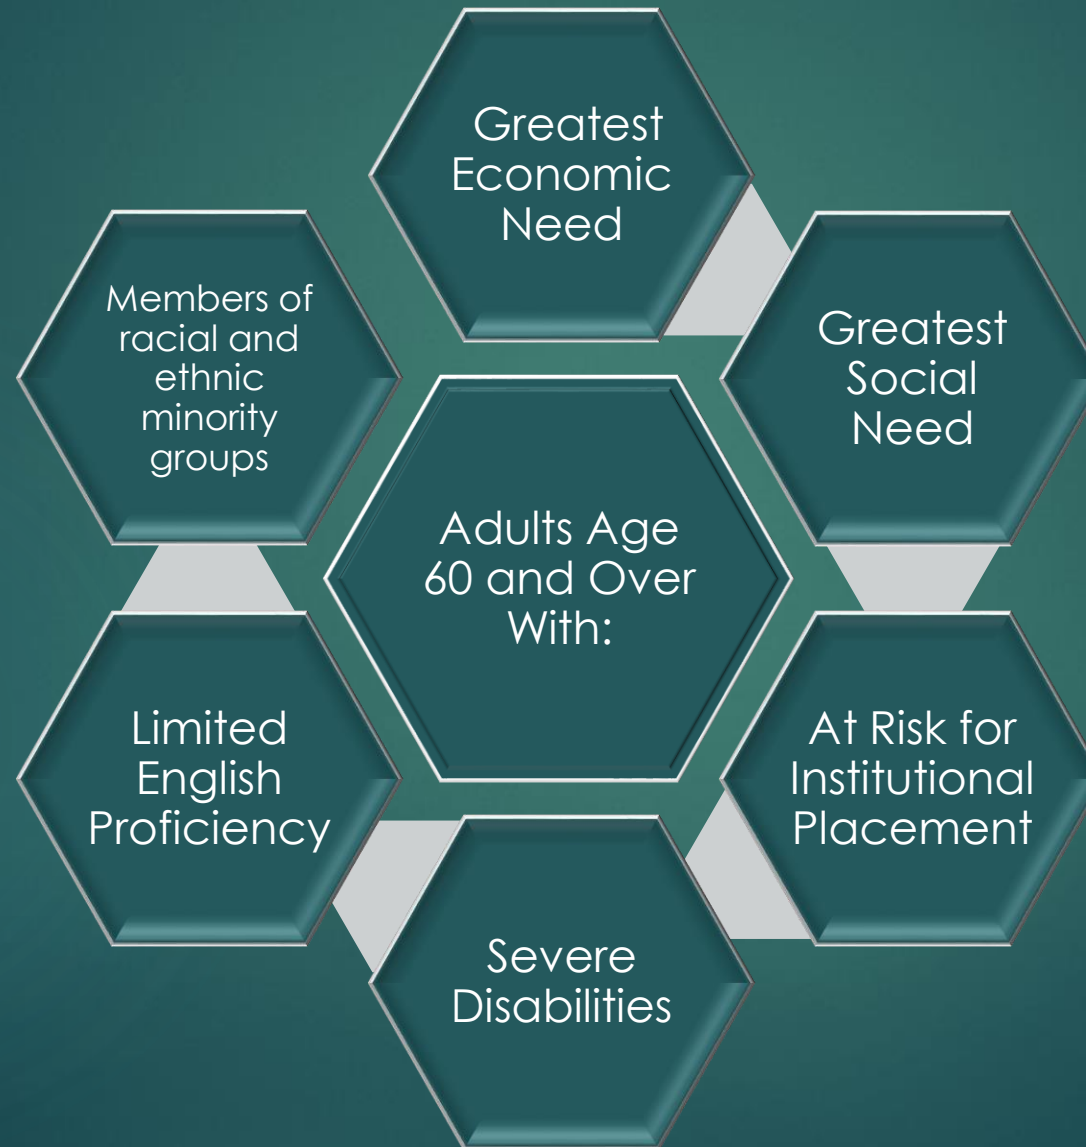 Greatest
Economic
Need
Greatest
Social
Need
At Risk for
Institutional
Placement
Severe
Disabilities
Limited
English
Proficiency
Members of
racial and
ethnic
minority
groups
Adults Age
60 and Over
With: